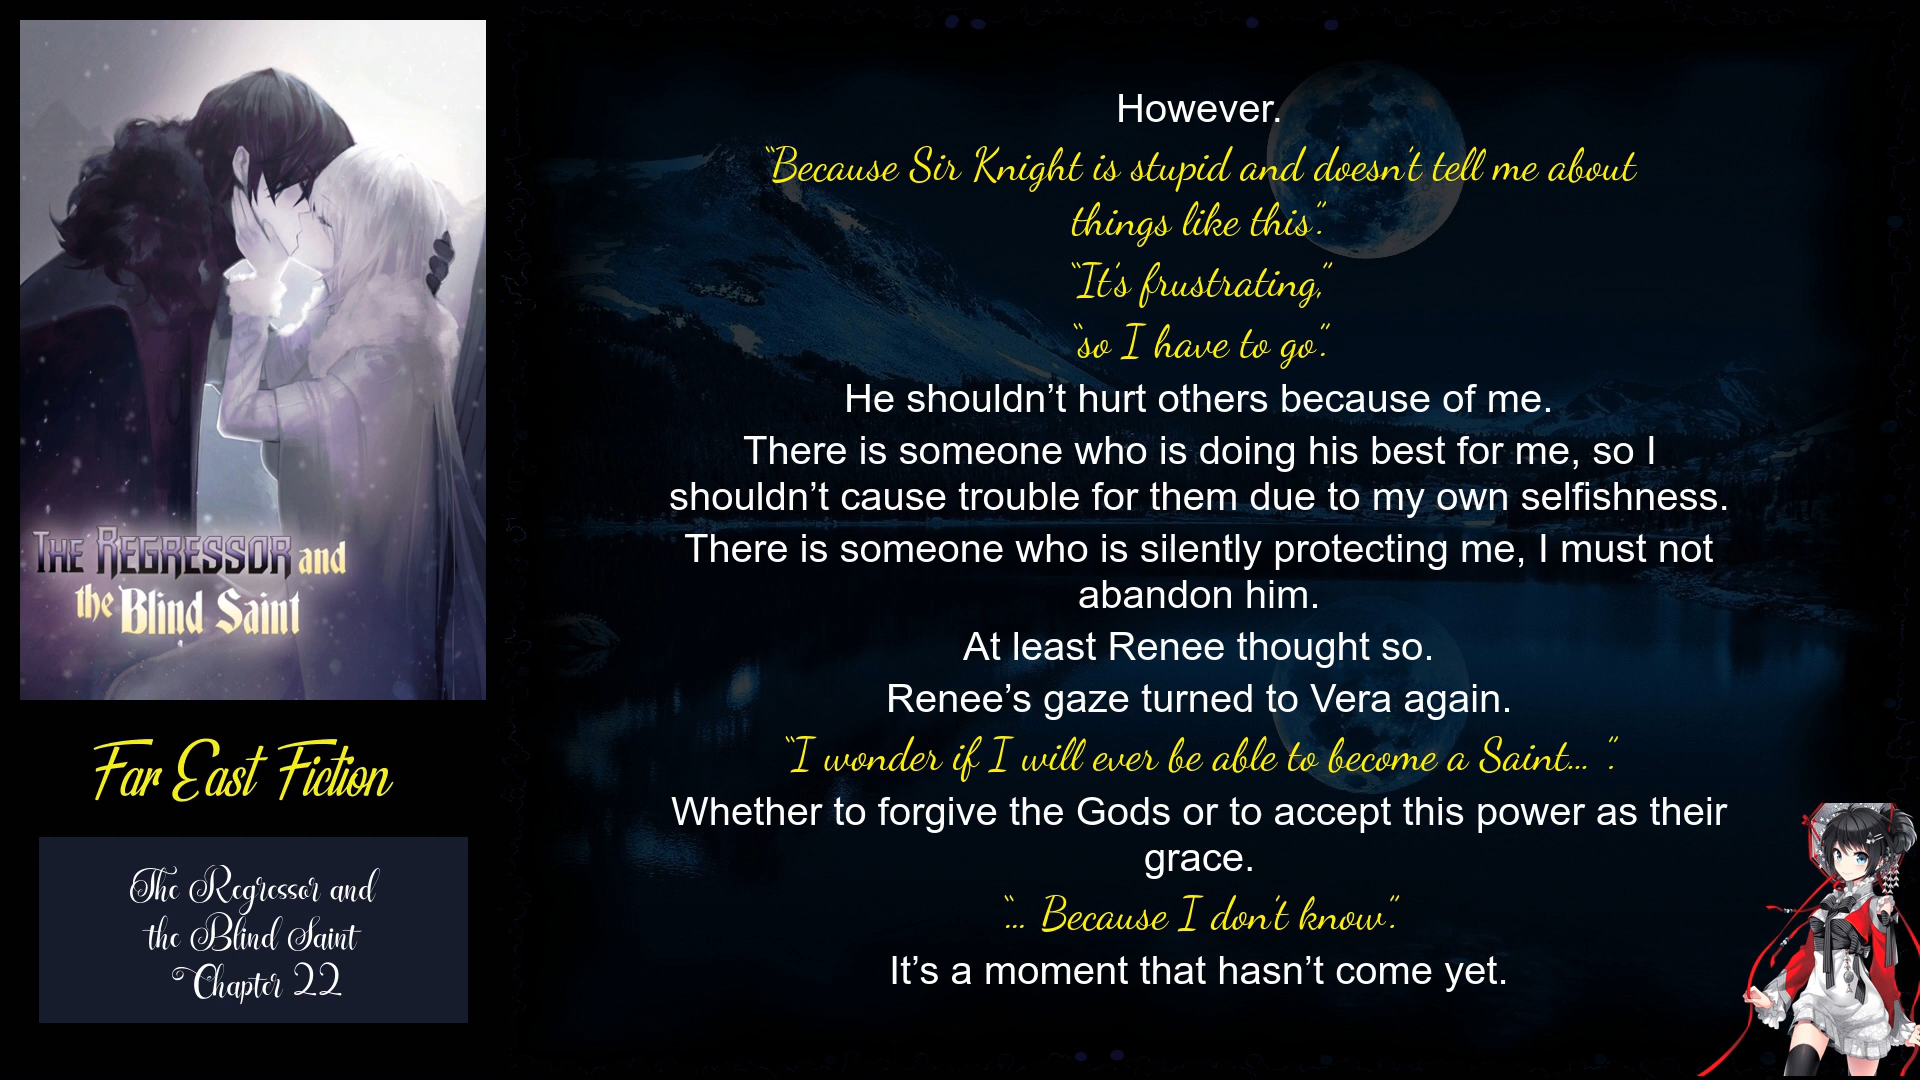 THE REGRESSOR and
the Blind Saint
Far East Fiction
The Regressor and
the Blind Saint
Chapter 22
However.
“Because Sir Knight is stupid and doesn’t tell me about
things like this”.
“It’s frustrating,”
“so I have to go”.
He shouldn’t hurt others because of me.
There is someone who is doing his best for me, so I
shouldn’t cause trouble for them due to my own selfishness.
There is someone who is silently protecting me, I must not
abandon him.
At least Renee thought so.
Renee’s gaze turned to Vera again.
“I wonder if I will ever be able to become a Saint… ”.
Whether to forgive the Gods or to accept this power as their
grace.
“… Because I don’t know”.
It’s a moment that hasn’t come yet.